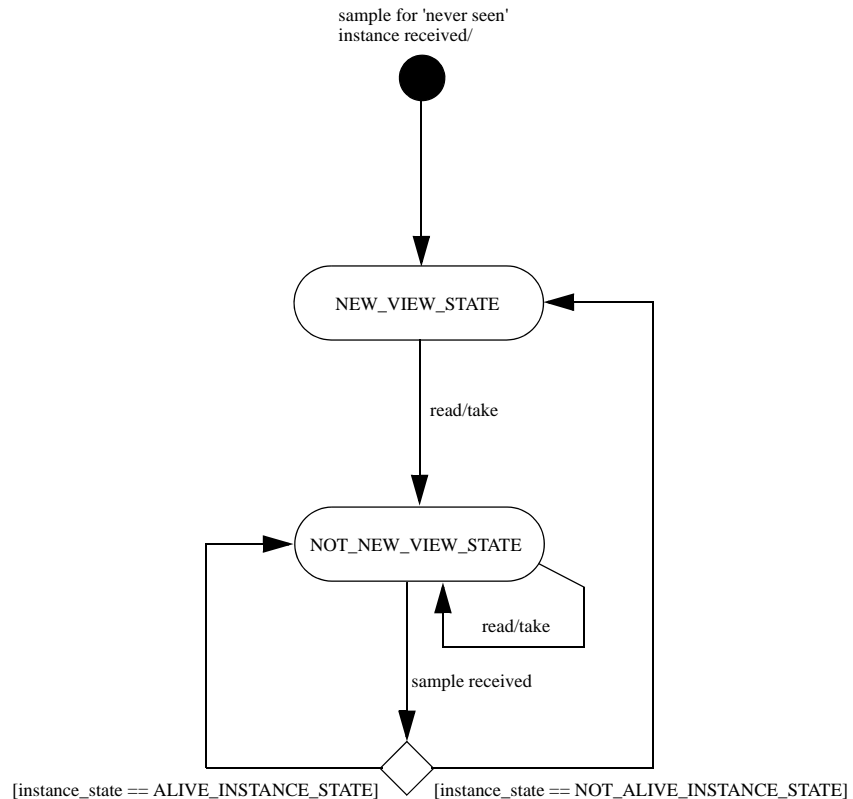 sample for 'never seen'
instance received/
NEW_VIEW_STATE
read/take
NOT_NEW_VIEW_STATE
read/take
sample received
[instance_state == ALIVE_INSTANCE_STATE]
[instance_state == NOT_ALIVE_INSTANCE_STATE]